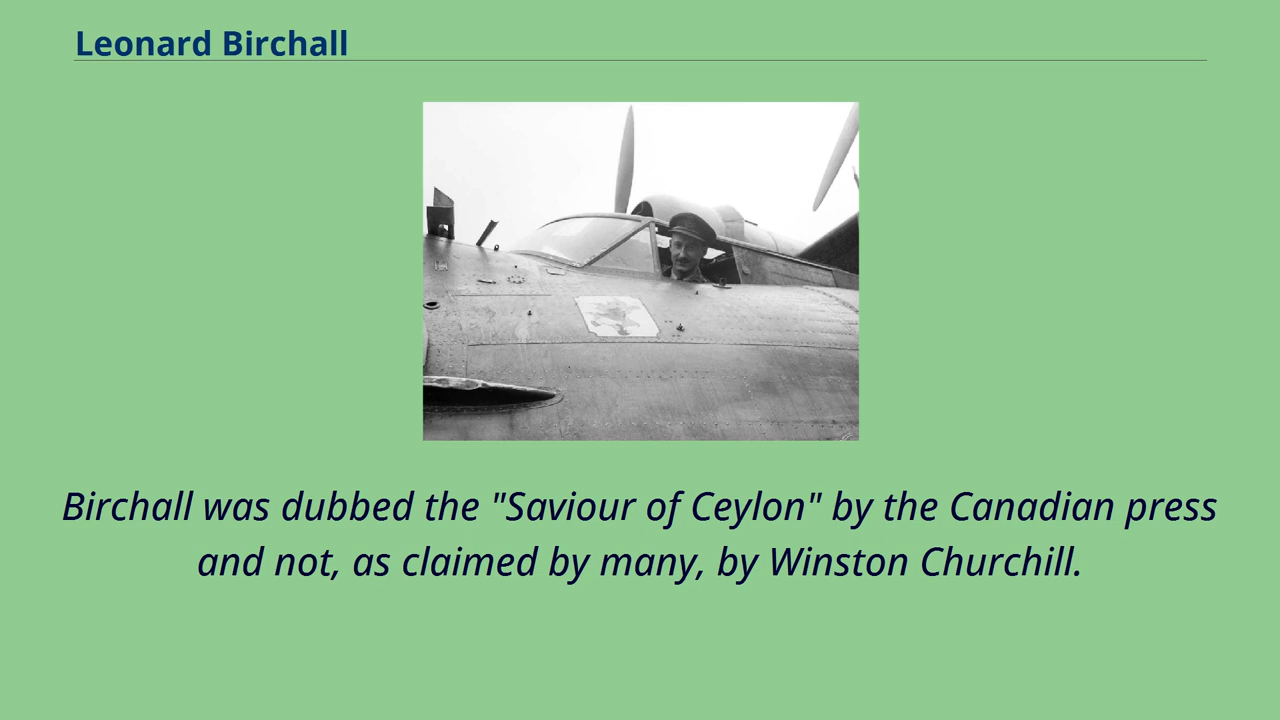 Leonard Birchall
Birchall was dubbed the "Saviour of Ceylon" by the Canadian press
and not, as claimed by many, by Winston Churchill.